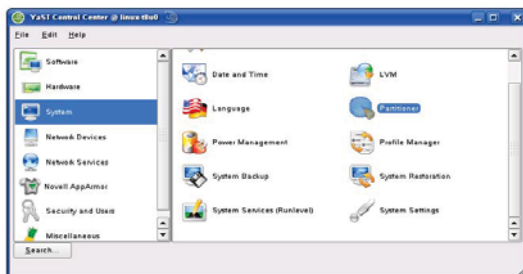 YaST Control Center @ linux-t8u0
File Edit Help
Software
Hardware
System
Network Devices
Network Services
Novell AppArmor
Security and Users
Miscellaneous
Date and Time
LVM
Language
Partitioner
Power Management
Profile Manager
System Backup
System Restoration
System Services (Runlevel)
System Settings
Search...